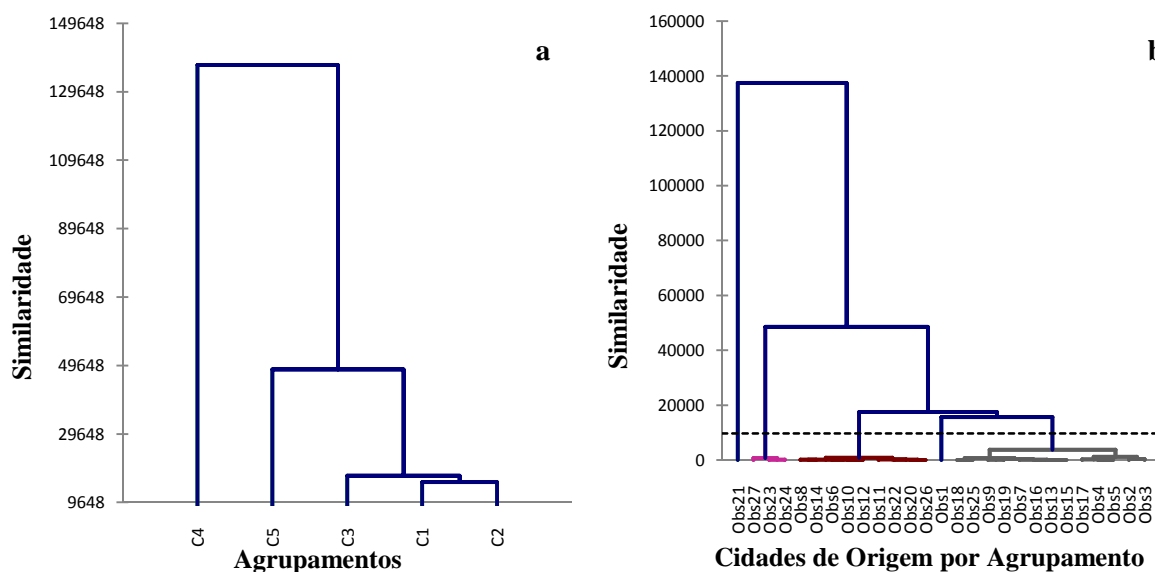 a
149648
129648
109648
89648
69648
49648
29648
9648
Similaridade
C4
C5
C3
C1
C2
Agrupamentos
b
160000
140000
120000
100000
80000
60000
40000
20000
0
Similaridade
Obs21
Obs27
Obs23
Obs24
Obs8
Obs14
Obs6
Obs10
Obs12
Obs11
Obs22
Obs20
Obs26
Obs1
Obs18
Obs25
Obs9
Obs19
Obs7
Obs16
Obs13
Obs15
Obs17
Obs4
Obs5
Obs2
Obs3
Cidades de Origem por Agrupamento